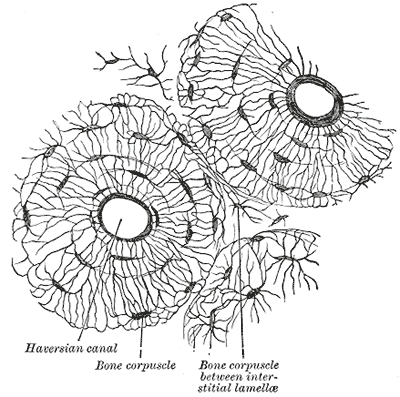 Haversian canal
Bone corpuscle
Bone corpuscle
between inter-
stitial lamellæ